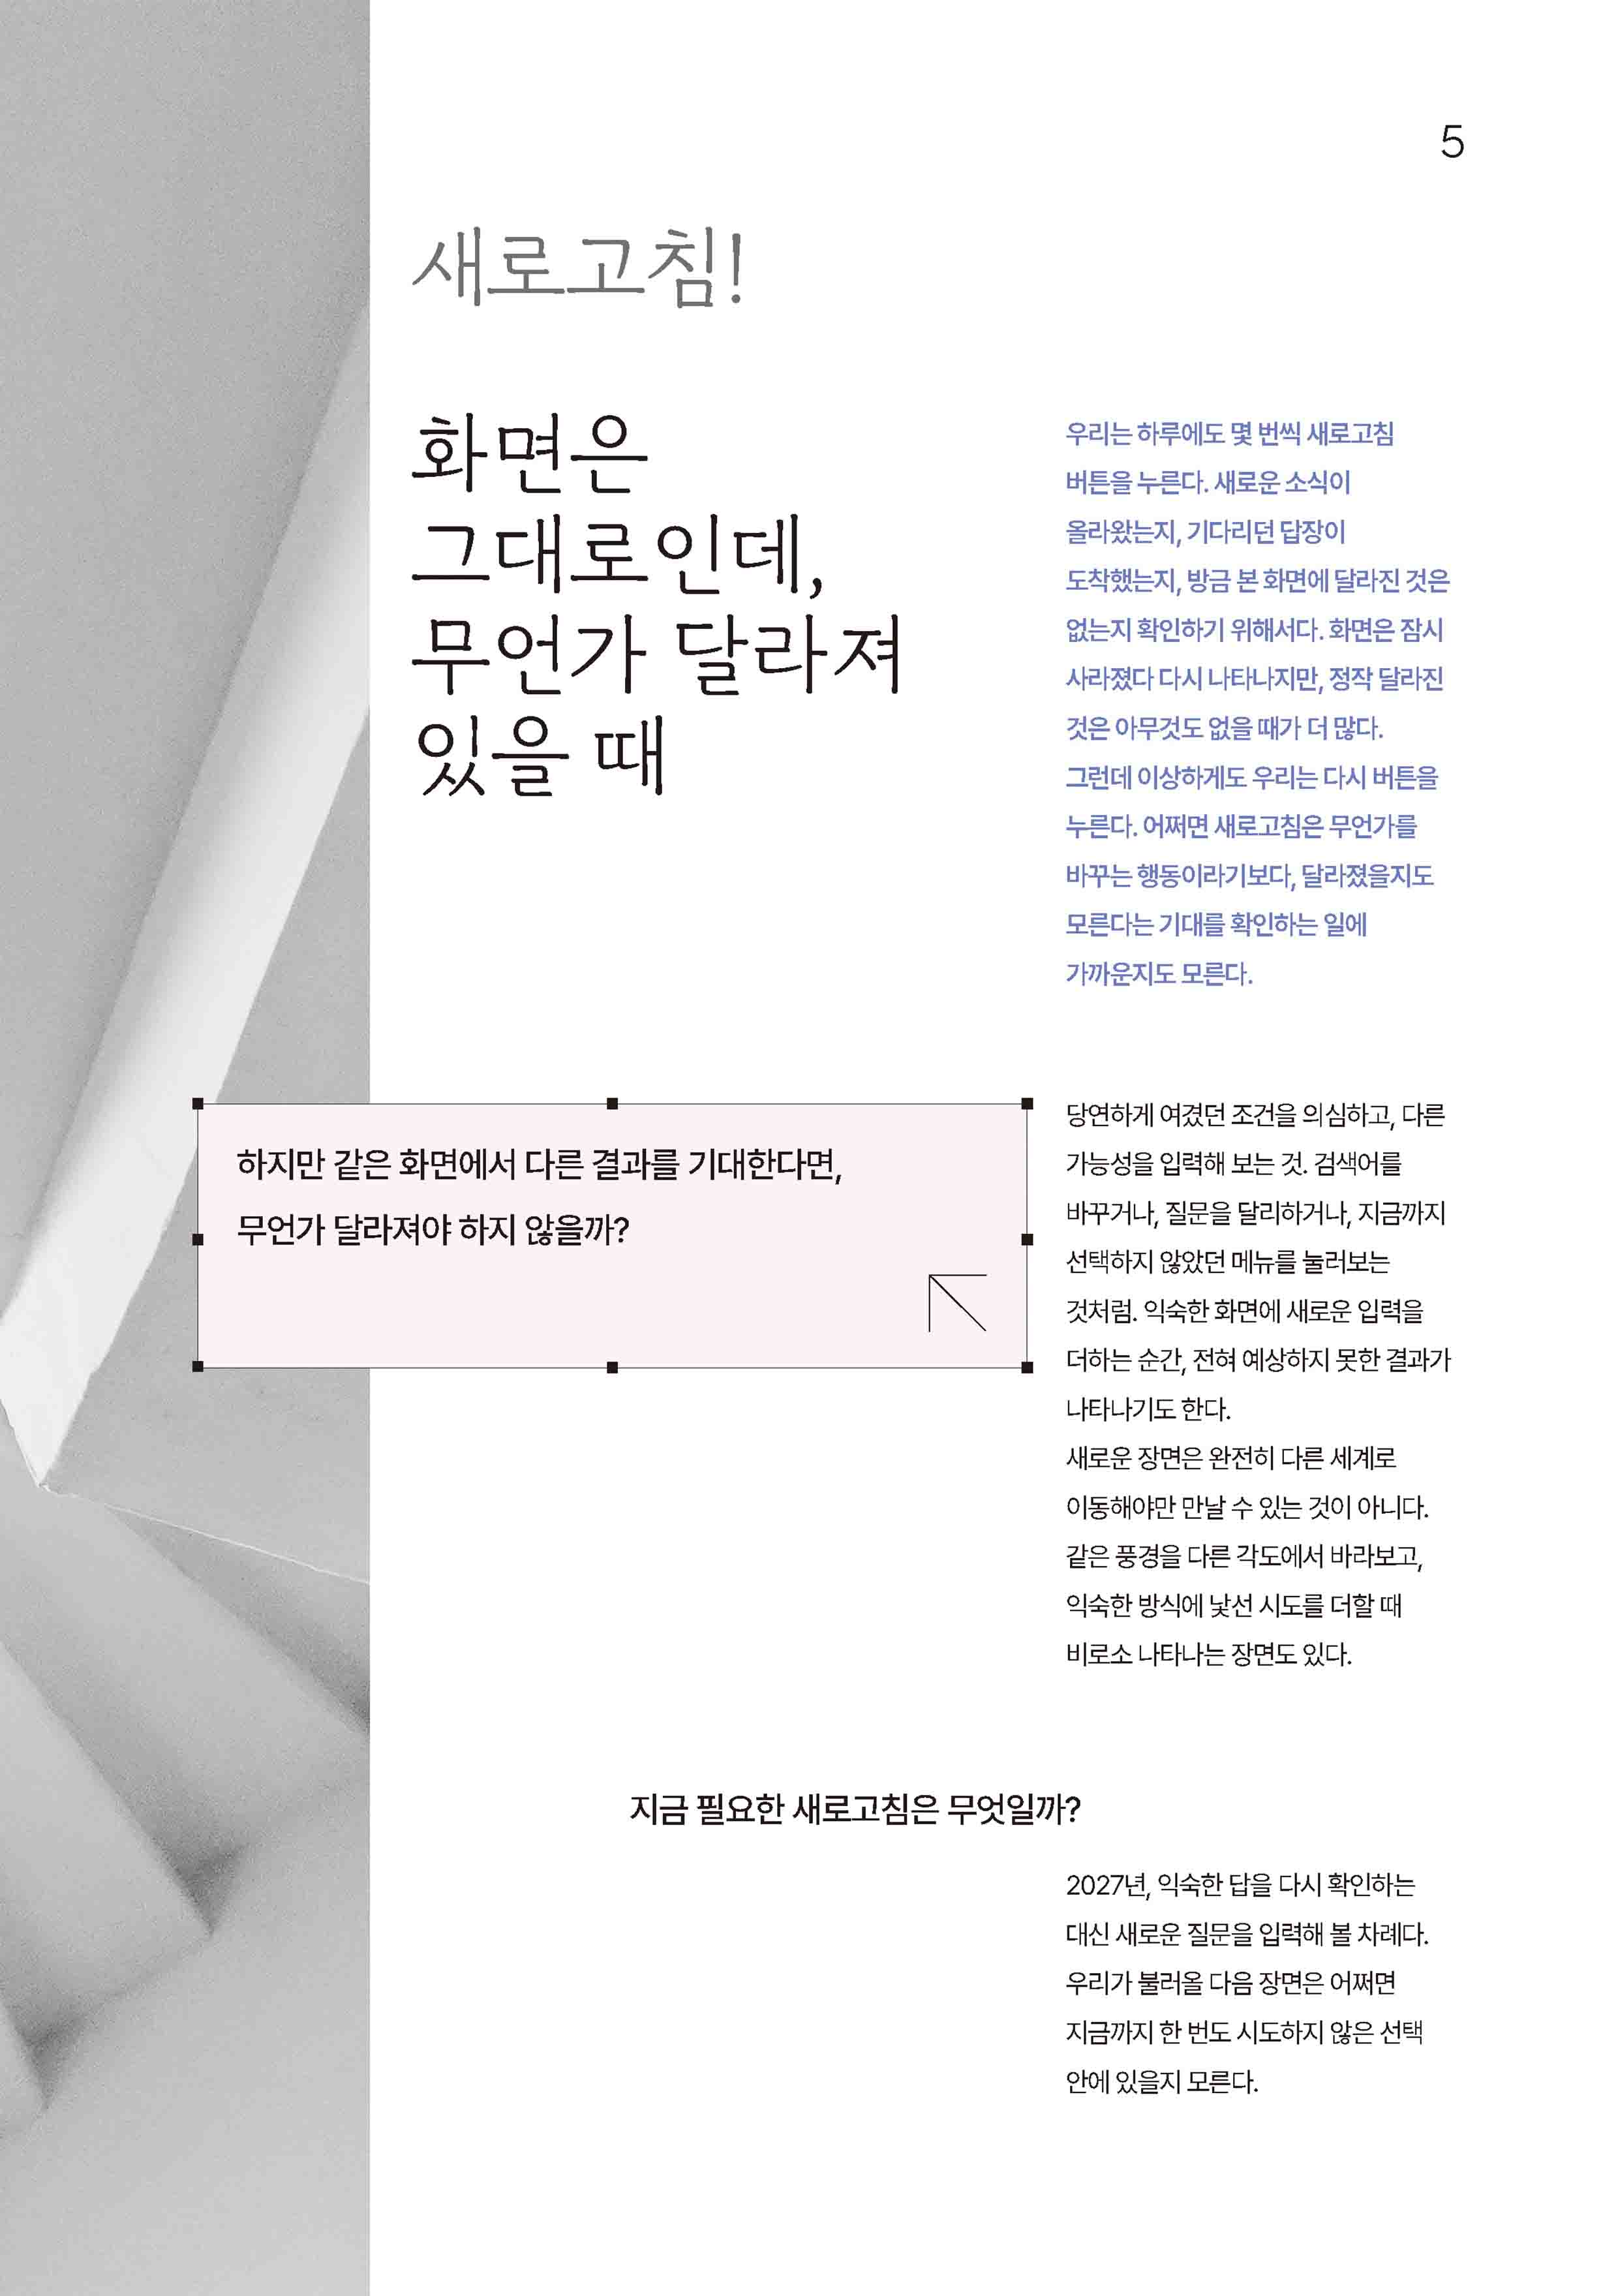 5
새로고침!
화면은
그대로인데,
무언가 달라져
있을 때
우리는 하루에도 몇 번씩 새로고침
버튼을 누른다. 새로운 소식이
올라왔는지, 기다리던 답장이
도착했는지, 방금 본 화면에 달라진 것은
없는지 확인하기 위해서다. 화면은 잠시
사라졌다 다시 나타나지만, 정작 달라진
것은 아무것도 없을 때가 더 많다.
그런데 이상하게도 우리는 다시 버튼을
누른다. 어쩌면 새로고침은 무언가를
바꾸는 행동이라기보다, 달라졌을지도
모른다는 기대를 확인하는 일에
가까운지도 모른다.
하지만 같은 화면에서 다른 결과를 기대한다면,
무언가 달라져야 하지 않을까?
당연하게 여겼던 조건을 의심하고, 다른
가능성을 입력해 보는 것. 검색어를
바꾸거나, 질문을 달리하거나, 지금까지
선택하지 않았던 메뉴를 눌러보는
것처럼. 익숙한 화면에 새로운 입력을
더하는 순간, 전혀 예상하지 못한 결과가
나타나기도 한다.
새로운 장면은 완전히 다른 세계로
이동해야만 만날 수 있는 것이 아니다.
같은 풍경을 다른 각도에서 바라보고,
익숙한 방식에 낯선 시도를 더할 때
비로소 나타나는 장면도 있다.
지금 필요한 새로고침은 무엇일까?
2027년, 익숙한 답을 다시 확인하는
대신 새로운 질문을 입력해 볼 차례다.
우리가 불러올 다음 장면은 어쩌면
지금까지 한 번도 시도하지 않은 선택
안에 있을지 모른다.